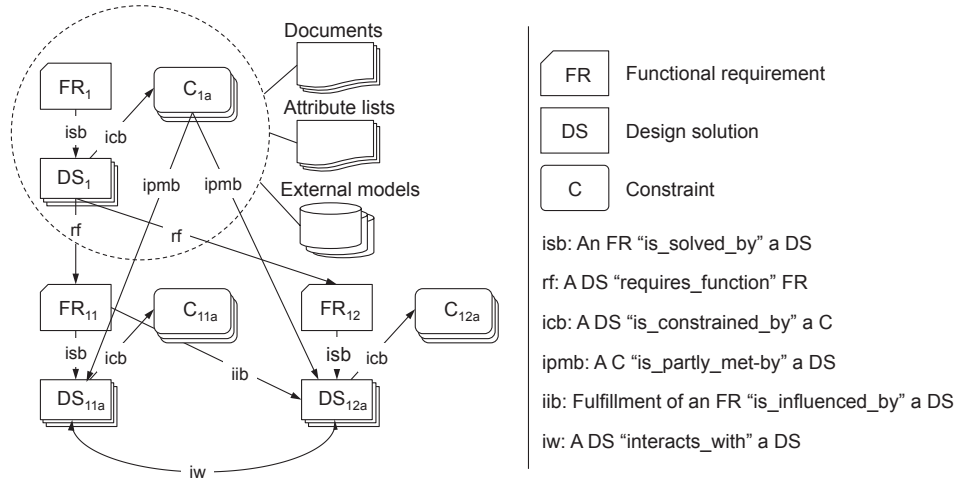 Documents
FR1
C1a
isb
icb
Attribute lists
DS1
ipmb
ipmb
External models
rf
rf
FR11
C11a
FR12
C12a
isb
icb
isb
icb
iib
DS11a
DS12a
iw
FR Functional requirement
DS Design solution
C Constraint
isb: An FR “is_solved_by” a DS
rf: A DS “requires_function” FR
icb: A DS “is_constrained_by” a C
ipmb: A C “is_partly_met-by” a DS
iib: Fulfillment of an FR “is_influenced_by” a DS
iw: A DS “interacts_with” a DS